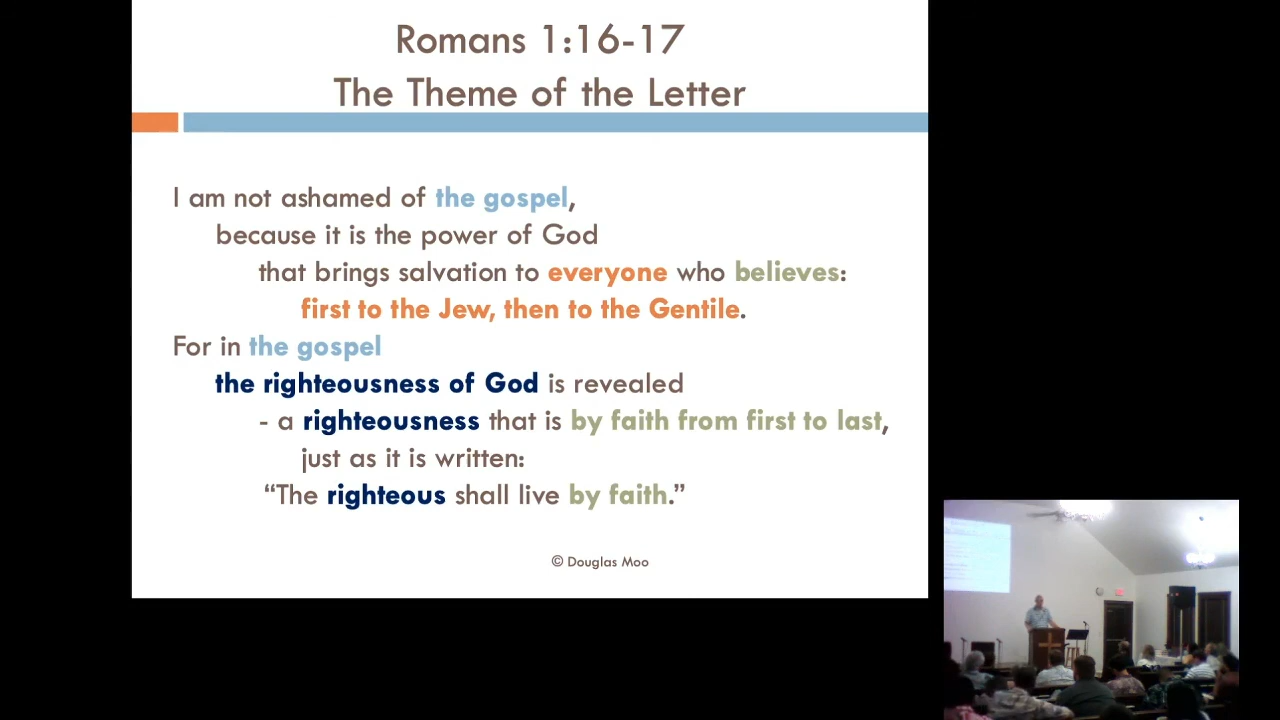 Romans 1:16-17
The Theme of the Letter
I am not ashamed of the gospel,
because it is the power of God
that brings salvation to everyone who believes:
first to the Jew, then to the Gentile.
For in the gospel
the righteousness of God is revealed
- a righteousness that is by faith from first to last,
just as it is written:
“The righteous shall live by faith.”
© Douglas Moo